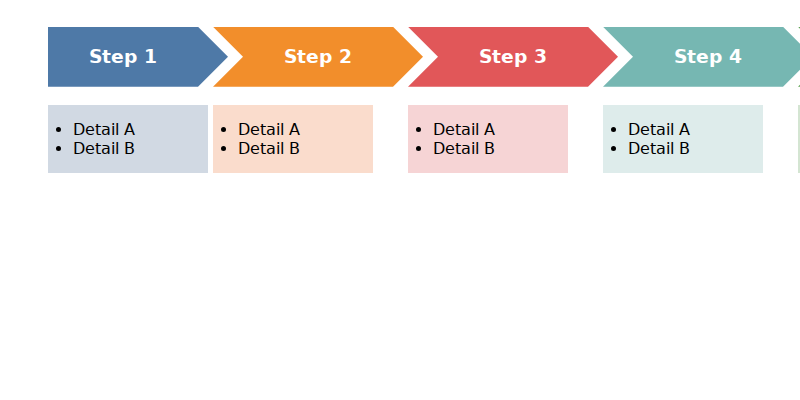 Step 1
Step 2
Step 3
Step 4
• Detail A
• Detail B
• Detail A
• Detail B
• Detail A
• Detail B
• Detail A
• Detail B